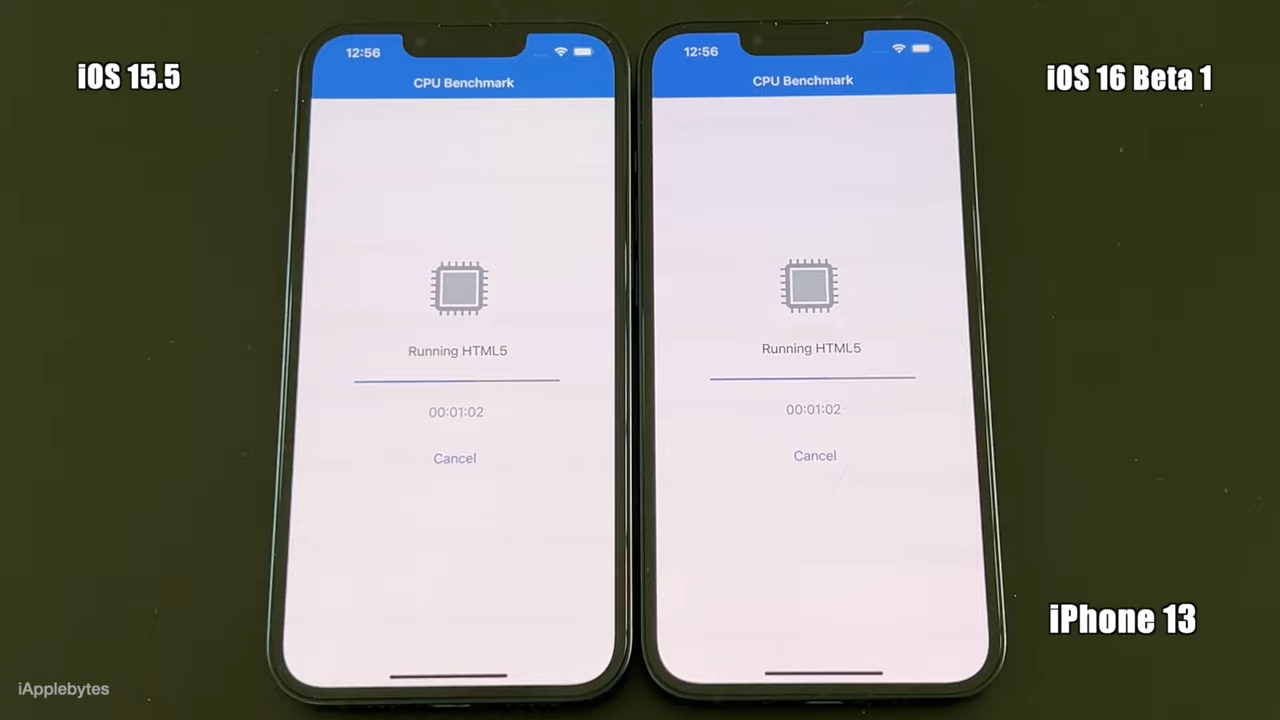 iOS 15.5
12:56
CPU Benchmark
Running HTML5
00:01:02
Cancel
12:56
CPU Benchmark
Running HTML5
00:01:02
Cancel
iOS 16 Beta 1
iPhone 13
iApplebytes